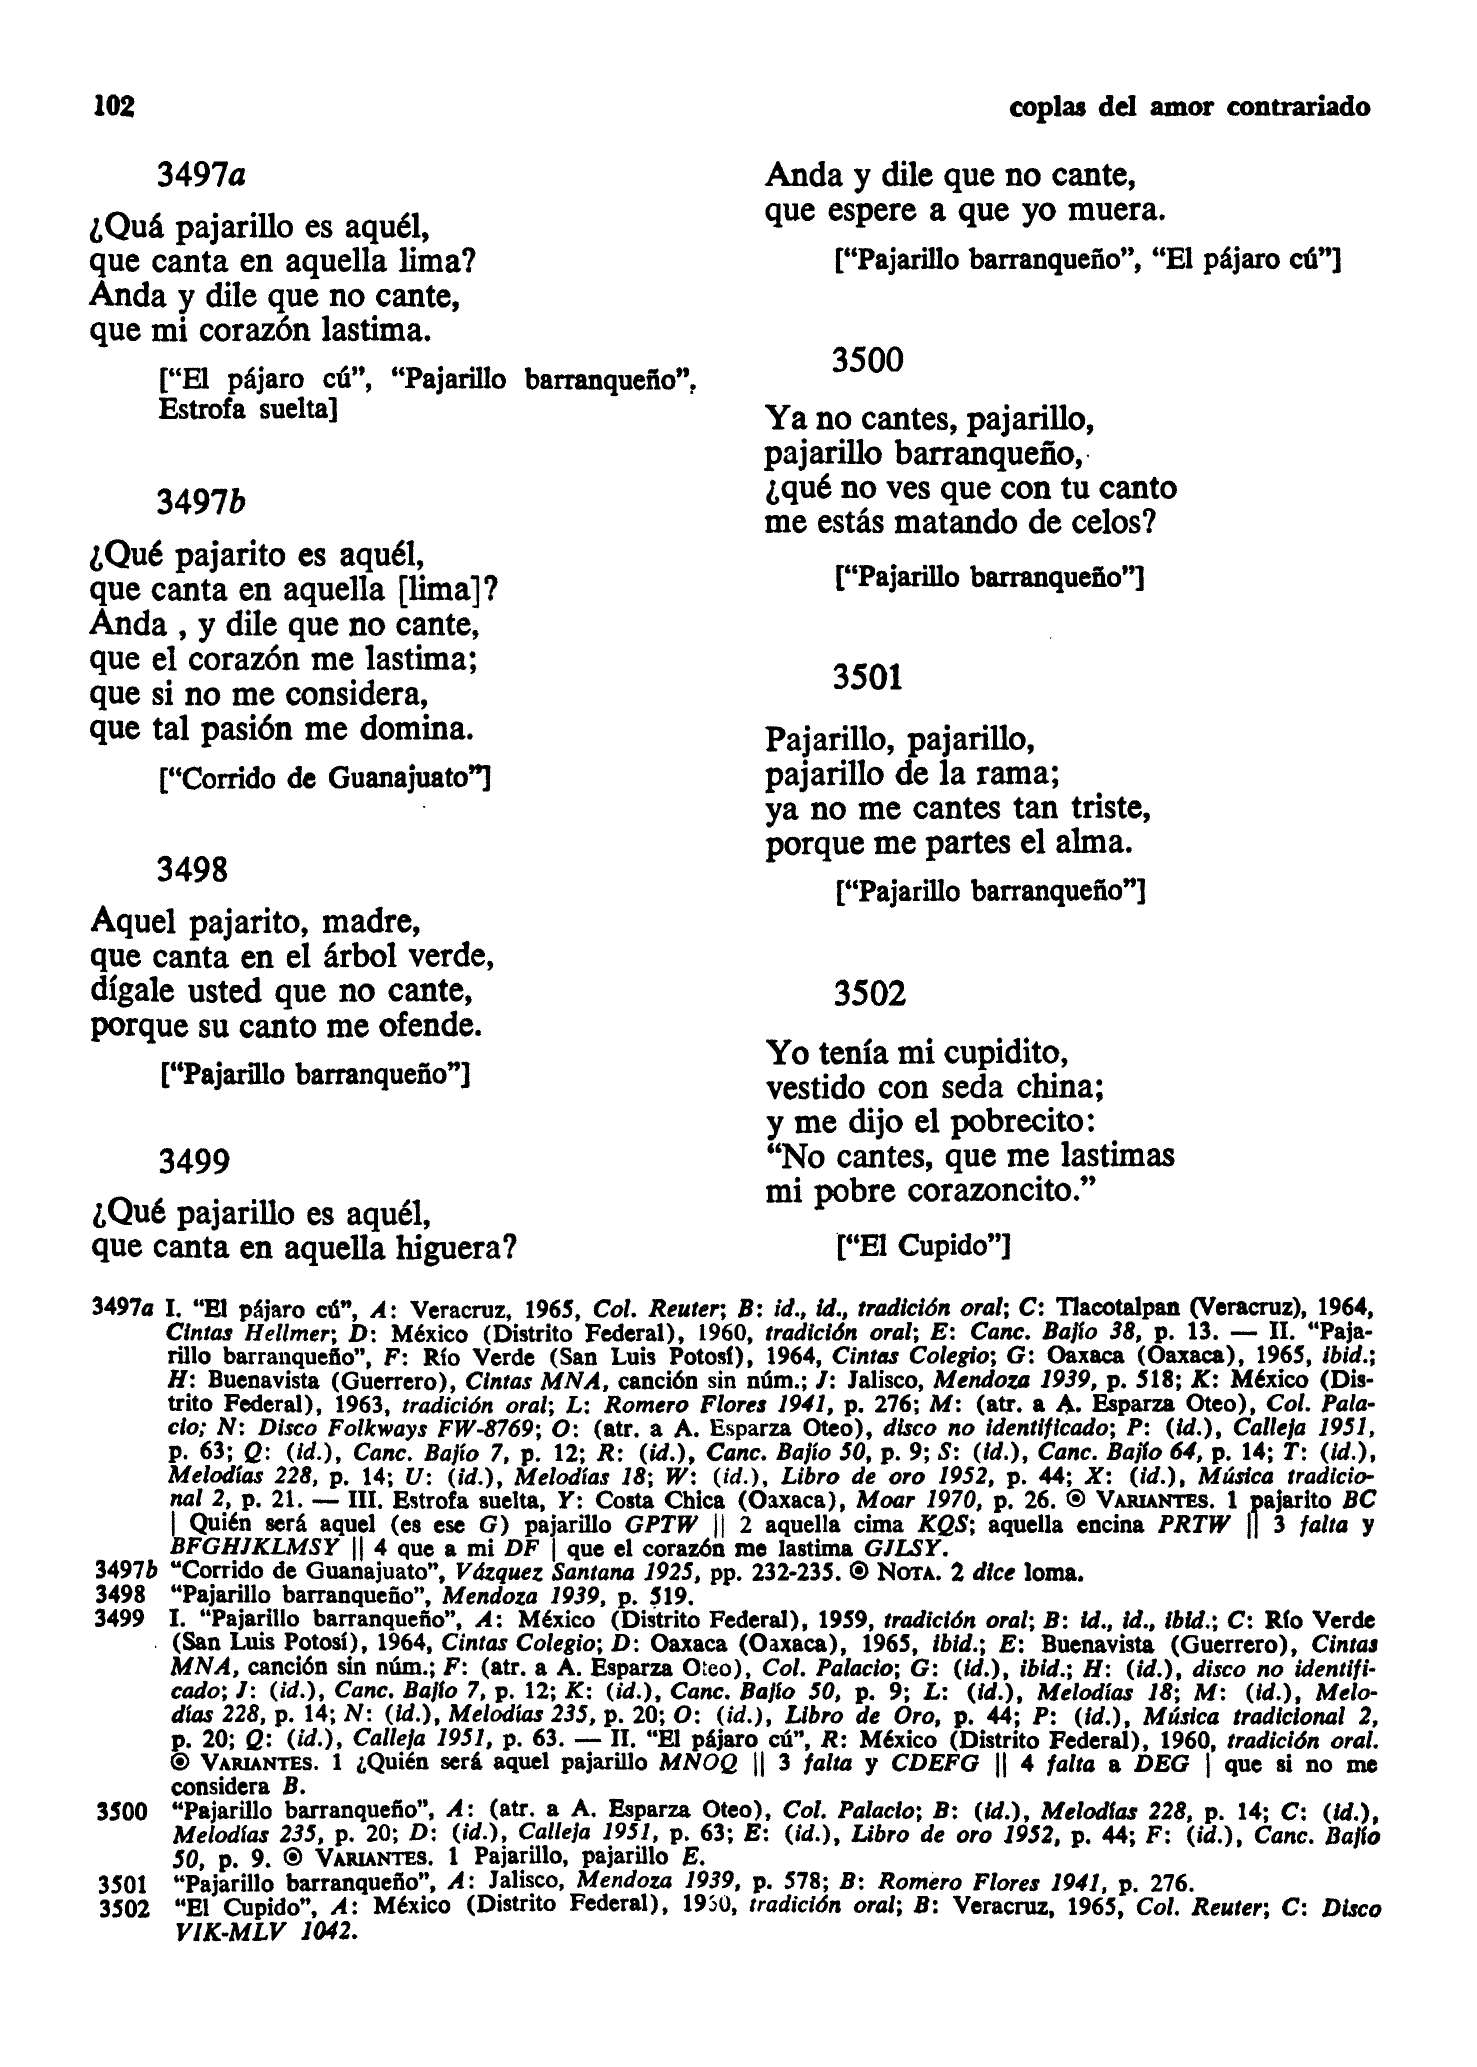 102
coplas del amor contrariado
3497a
¿Quá pajarillo es aquél,
que canta en aquella lima?
Anda y dile que no cante,
que mi corazón lastima.
["El pájaro cú", "Pajarillo barranqueño",
Estrofa suelta]
3497b
¿Qué pajarito es aquél,
que canta en aquella [lima]?
Anda , y dile que no cante,
que el corazón me lastima;
que si no me considera,
que tal pasión me domina.
["Corrido de Guanajuato"]
3498
Aquel pajarito, madre,
que canta en el árbol verde,
dígale usted que no cante,
porque su canto me ofende.
["Pajarillo barranqueño"]
3499
¿Qué pajarillo es aquél,
que canta en aquella higuera?
Anda y dile que no cante,
que espere a que yo muera.
["Pajarillo barranqueño", "El pájaro cú"]
3500
Ya no cantes, pajarillo,
pajarillo barranqueño,
¿qué no ves que con tu canto
me estás matando de celos?
["Pajarillo barranqueño"]
3501
Pajarillo, pajarillo,
pajarillo de la rama;
ya no me cantes tan triste,
porque me partes el alma.
["Pajarillo barranqueño"]
3502
Yo tenía mi cupidito,
vestido con seda china;
y me dijo el pobrecito:
"No cantes, que me lastimas
mi pobre corazoncito."
["El Cupido"]
3497a I. "El pájaro cú", A: Veracruz, 1965, Col. Reuter; B: id., id., tradición oral; C: Tlacotalpan (Veracruz), 1964,
Cintas Hellmer; D: México (Distrito Federal), 1960, tradición oral; E: Canc. Bajío 38, p. 13. — II. "Paja-
rillo barranqueño", F: Río Verde (San Luis Potosí), 1964, Cintas Colegio; G: Oaxaca (Oaxaca), 1965, ibid.;
H: Buenavista (Guerrero), Cintas MNA, canción sin núm.; J: Jalisco, Mendoza 1939, p. 518; K: México (Dis-
trito Federal), 1963, tradición oral; L: Romero Flores 1941, p. 276; M: (atr. a A. Esparza Oteo), Col. Pala-
cio; N: Disco Folkways FW-8769; O: (atr. a A. Esparza Oteo), disco no identificado; P: (id.), Calleja 1951,
p. 63; Q: (id.), Canc. Bajío 7, p. 12; R: (id.), Canc. Bajío 50, p. 9; S: (id.), Canc. Bajío 64, p. 14; T: (id.),
Melodías 228, p. 14; U: (id.), Melodías 18; W: (id.), Libro de oro 1952, p. 44; X: (id.), Música tradicio-
nal 2, p. 21. — III. Estrofa suelta, Y: Costa Chica (Oaxaca), Moar 1970, p. 26. ⊙ VARIANTES. 1 pajarito BC
| Quién será aquel (es ese G) pajarillo GPTW || 2 aquella cima KQS; aquella encina PRTW || 3 falta y
BFGHJKLMSY || 4 que a mi DF | que el corazón me lastima GJLSY.
3497b "Corrido de Guanajuato", Vázquez Santana 1925, pp. 232-235. ⊙ NOTA. 2 dice loma.
3498 "Pajarillo barranqueño", Mendoza 1939, p. 519.
3499 I. "Pajarillo barranqueño", A: México (Distrito Federal), 1959, tradición oral; B: id., id., ibid.; C: Río Verde
(San Luis Potosí), 1964, Cintas Colegio; D: Oaxaca (Oaxaca), 1965, ibid.; E: Buenavista (Guerrero), Cintas
MNA, canción sin núm.; F: (atr. a A. Esparza Oteo), Col. Palacio; G: (id.), ibid.; H: (id.), disco no identifi-
cado; J: (id.), Canc. Bajío 7, p. 12; K: (id.), Canc. Bajío 50, p. 9; L: (id.), Melodías 18; M: (id.), Melo-
días 228, p. 14; N: (id.), Melodías 235, p. 20; O: (id.), Libro de Oro, p. 44; P: (id.), Música tradicional 2,
p. 20; Q: (id.), Calleja 1951, p. 63. — II. "El pájaro cú", R: México (Distrito Federal), 1960, tradición oral.
⊙ VARIANTES. 1 ¿Quién será aquel pajarillo MNOQ || 3 falta y CDEFG || 4 falta a DEG | que si no me
considera B.
3500 "Pajarillo barranqueño", A: (atr. a A. Esparza Oteo), Col. Palacio; B: (id.), Melodías 228, p. 14; C: (id.),
Melodías 235, p. 20; D: (id.), Calleja 1951, p. 63; E: (id.), Libro de oro 1952, p. 44; F: (id.), Canc. Bajío
50, p. 9. ⊙ VARIANTES. 1 Pajarillo, pajarillo E.
3501 "Pajarillo barranqueño", A: Jalisco, Mendoza 1939, p. 578; B: Romero Flores 1941, p. 276.
3502 "El Cupido", A: México (Distrito Federal), tradición oral; B: Veracruz, 1965, Col. Reuter; C: Disco
VIK-MLV 1042.